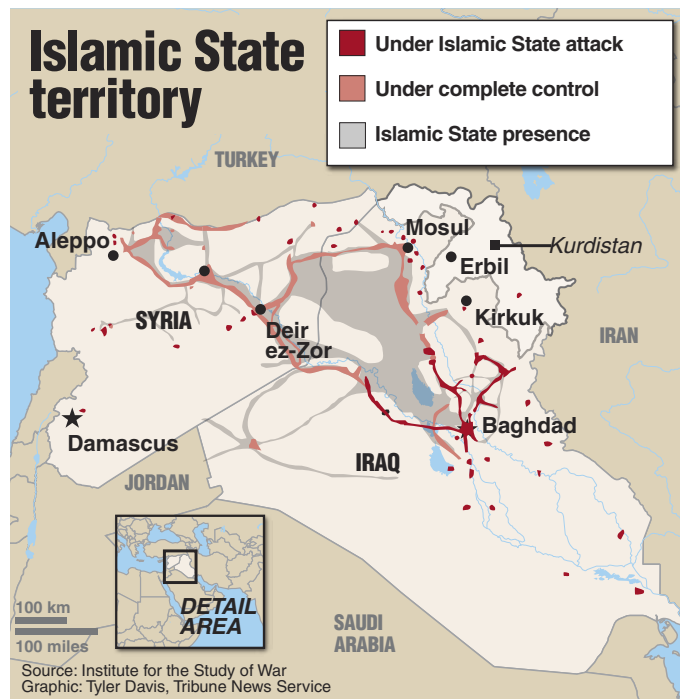 Islamic State
territory
Under Islamic State attack
Under complete control
Islamic State presence
TURKEY
Aleppo
Mosul
Kurdistan
Erbil
SYRIA
Deir
ez-Zor
Kirkuk
IRAN
Damascus
Baghdad
IRAQ
JORDAN
DETAIL
AREA
100 km
100 miles
SAUDI
ARABIA
Source: Institute for the Study of War
Graphic: Tyler Davis, Tribune News Service